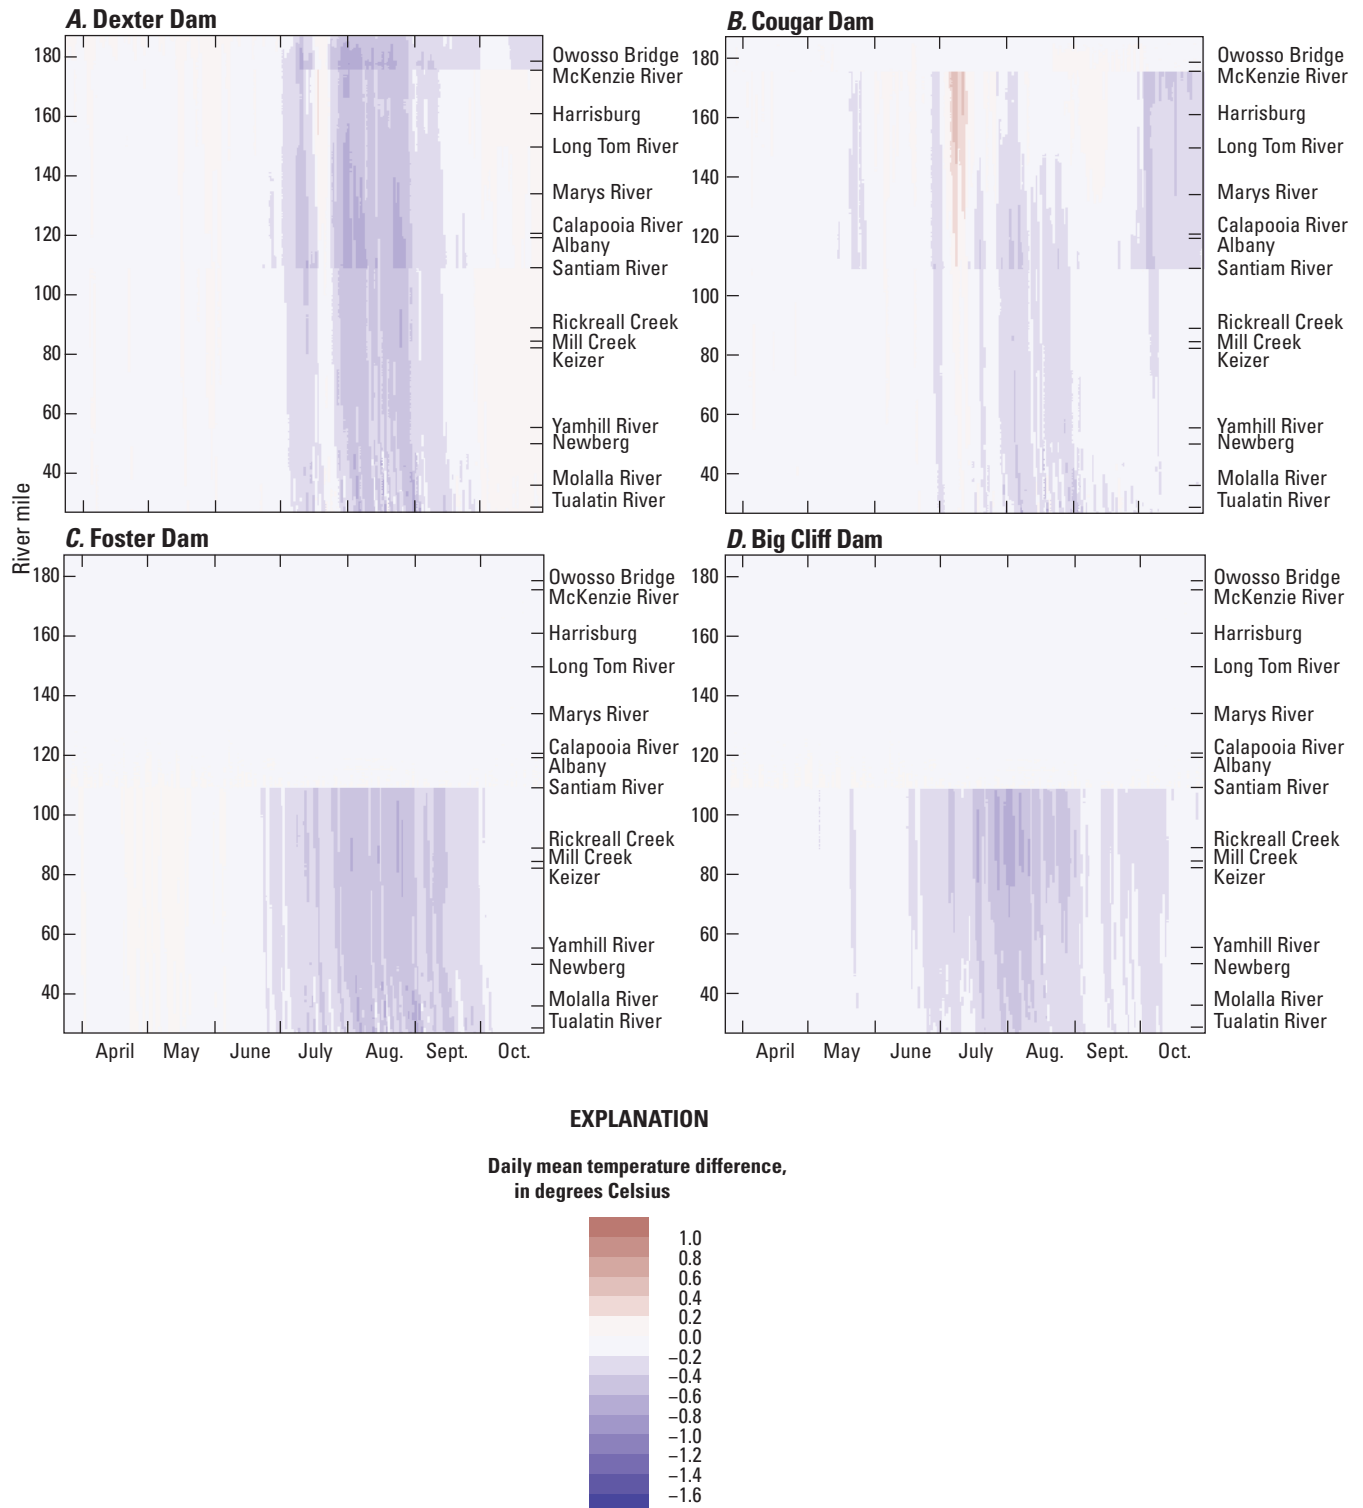 A. Dexter Dam
B. Cougar Dam
180
160
140
120
100
80
60
40
Owosso Bridge
McKenzie River
Harrisburg
Long Tom River
Marys River
Calapooia River
Albany
Santiam River
Rickreall Creek
Mill Creek
Keizer
Yamhill River
Newberg
Molalla River
Tualatin River
180
160
140
120
100
80
60
40
Owosso Bridge
McKenzie River
Harrisburg
Long Tom River
Marys River
Calapooia River
Albany
Santiam River
Rickreall Creek
Mill Creek
Keizer
Yamhill River
Newberg
Molalla River
Tualatin River
River mile
C. Foster Dam
D. Big Cliff Dam
180
160
140
120
100
80
60
40
Owosso Bridge
McKenzie River
Harrisburg
Long Tom River
Marys River
Calapooia River
Albany
Santiam River
Rickreall Creek
Mill Creek
Keizer
Yamhill River
Newberg
Molalla River
Tualatin River
April May June July Aug. Sept. Oct.
180
160
140
120
100
80
60
40
Owosso Bridge
McKenzie River
Harrisburg
Long Tom River
Marys River
Calapooia River
Albany
Santiam River
Rickreall Creek
Mill Creek
Keizer
Yamhill River
Newberg
Molalla River
Tualatin River
April May June July Aug. Sept. Oct.
EXPLANATION
Daily mean temperature difference,
in degrees Celsius
1.0
0.8
0.6
0.4
0.2
0.0
−0.2
−0.4
−0.6
−0.8
−1.0
−1.2
−1.4
−1.6